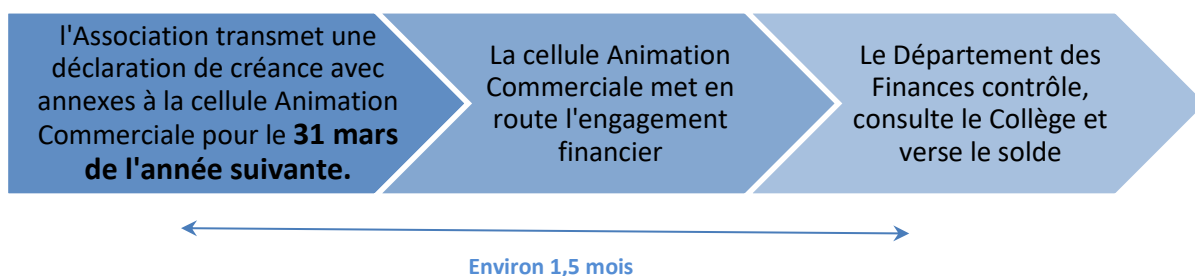 l'Association transmet une
déclaration de créance avec
annexes à la cellule Animation
Commerciale pour le 31 mars
de l'année suivante.
La cellule Animation
Commerciale met en
route l'engagement
financier
Le Département des
Finances contrôle,
consulte le Collège et
verse le solde
Environ 1,5 mois